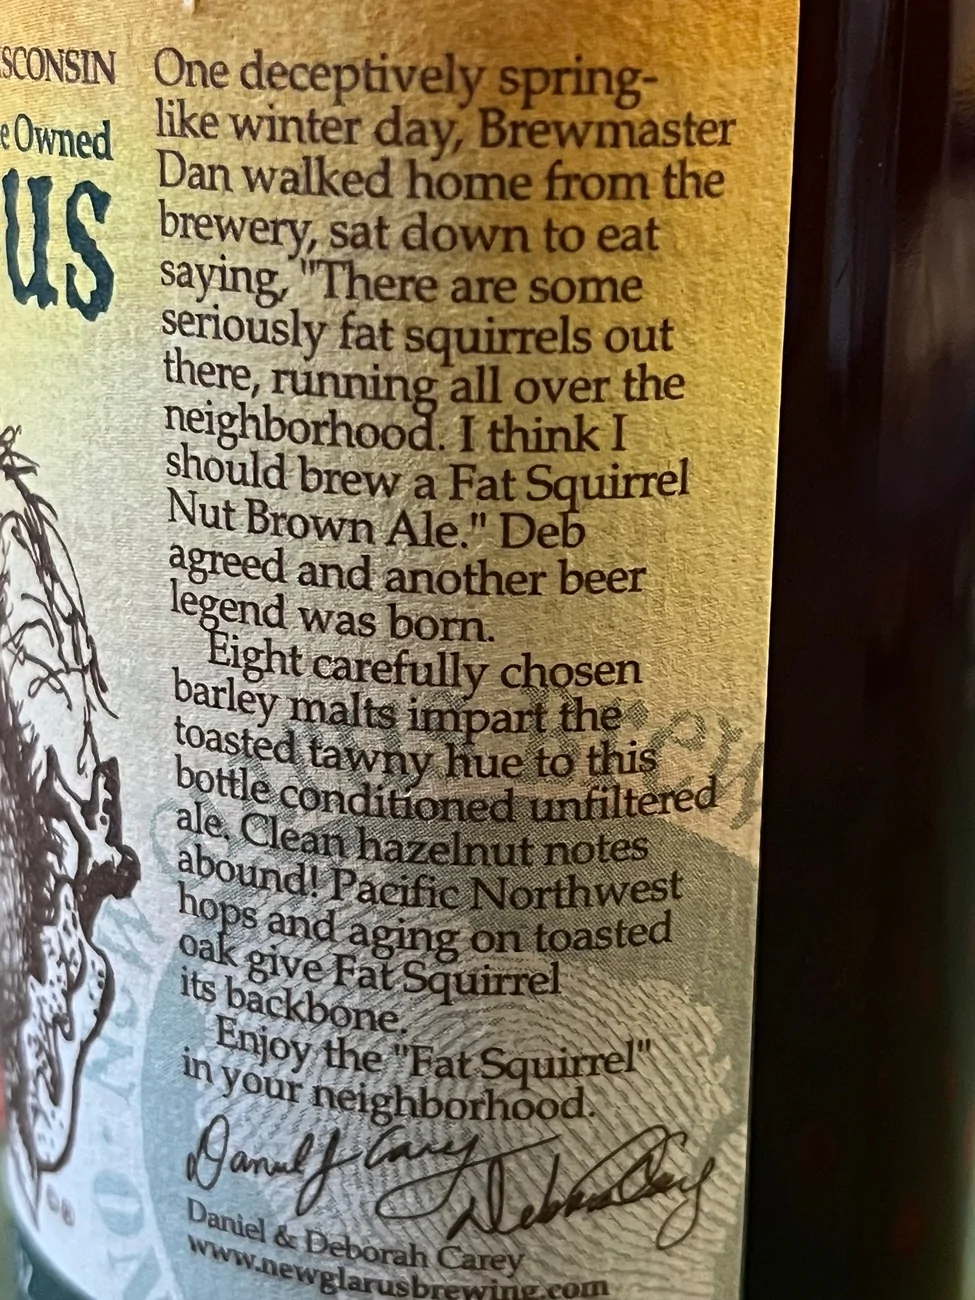 SCONSIN
e Owned
us
One deceptively spring-
like winter day, Brewmaster
Dan walked home from the
brewery, sat down to eat
saying, "There are some
seriously fat squirrels out
there, running all over the
neighborhood. I think I
should brew a Fat Squirrel
Nut Brown Ale." Deb
agreed and another beer
legend was born.
Eight carefully chosen
barley malts impart the
toasted tawny hue to this
bottle conditioned unfiltered
ale. Clean hazelnut notes
abound! Pacific Northwest
hops and aging on toasted
oak give Fat Squirrel
its backbone.
Enjoy the "Fat Squirrel"
in your neighborhood.
Daniel J Carey Deborah Carey
Daniel & Deborah Carey
www.newglarusbrewing.com